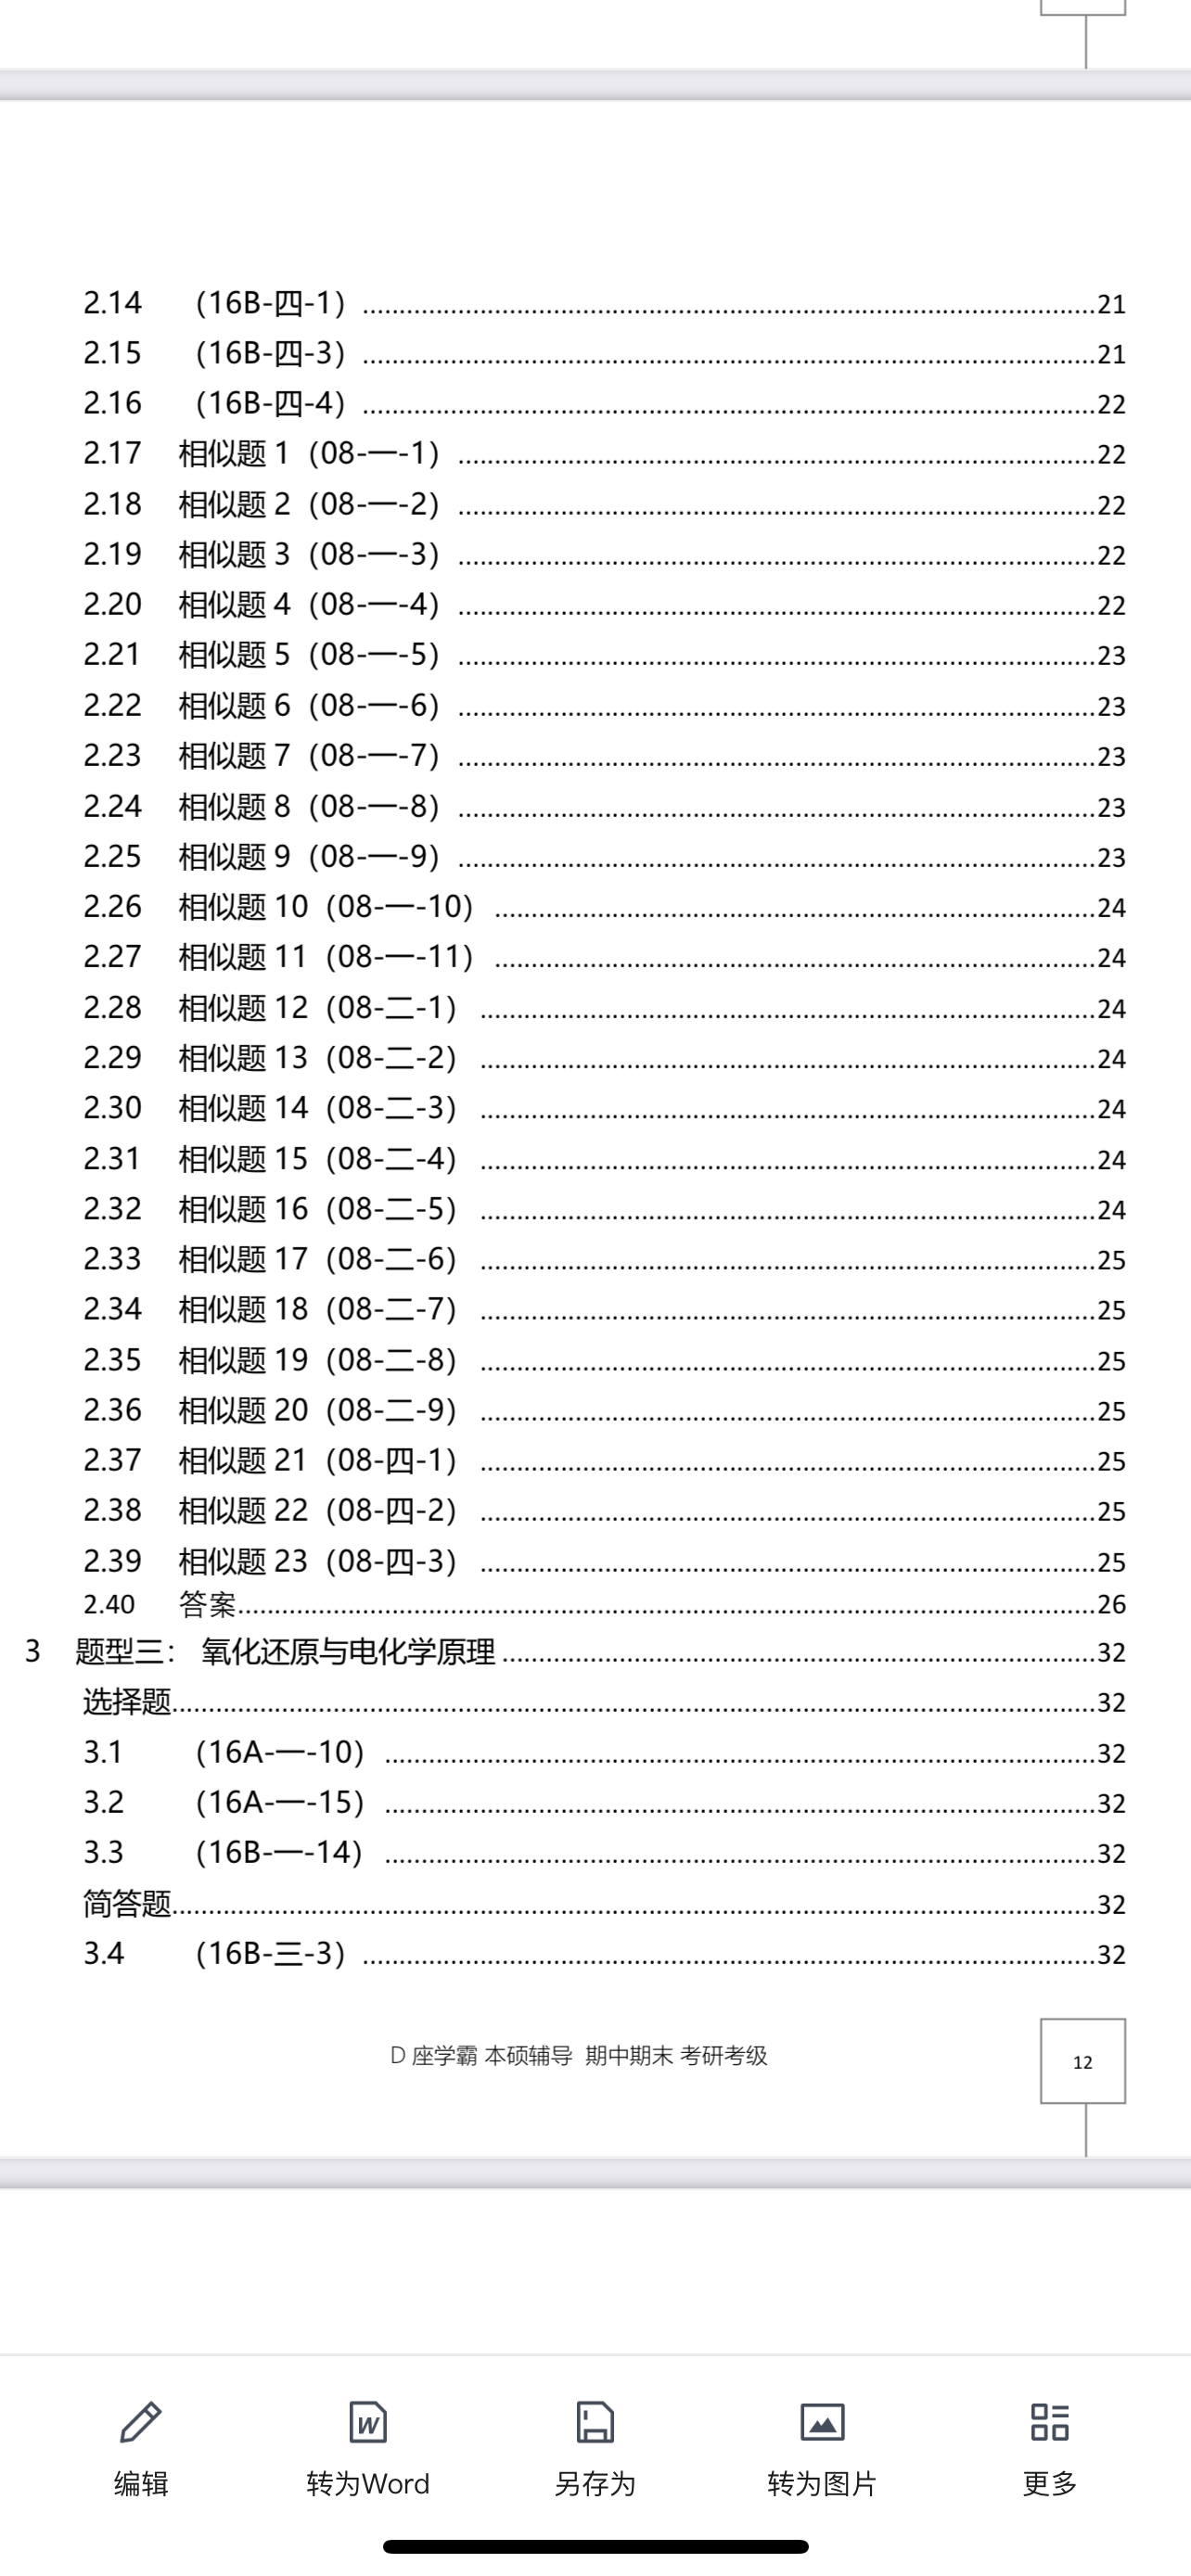 2.14 （16B-四-1）21
2.15 （16B-四-3）21
2.16 （16B-四-4）22
2.17 相似题 1（08-一-1）22
2.18 相似题 2（08-一-2）22
2.19 相似题 3（08-一-3）22
2.20 相似题 4（08-一-4）22
2.21 相似题 5（08-一-5）23
2.22 相似题 6（08-一-6）23
2.23 相似题 7（08-一-7）23
2.24 相似题 8（08-一-8）23
2.25 相似题 9（08-一-9）23
2.26 相似题 10（08-一-10）24
2.27 相似题 11（08-一-11）24
2.28 相似题 12（08-二-1）24
2.29 相似题 13（08-二-2）24
2.30 相似题 14（08-二-3）24
2.31 相似题 15（08-二-4）24
2.32 相似题 16（08-二-5）24
2.33 相似题 17（08-二-6）25
2.34 相似题 18（08-二-7）25
2.35 相似题 19（08-二-8）25
2.36 相似题 20（08-二-9）25
2.37 相似题 21（08-四-1）25
2.38 相似题 22（08-四-2）25
2.39 相似题 23（08-四-3）25
2.40 答案26
3 题型三： 氧化还原与电化学原理32
选择题32
3.1 （16A-一-10）32
3.2 （16A-一-15）32
3.3 （16B-一-14）32
简答题32
3.4 （16B-三-3）32
D 座学霸 本硕辅导 期中期末 考研考级
12
编辑 转为Word 另存为 转为图片 更多